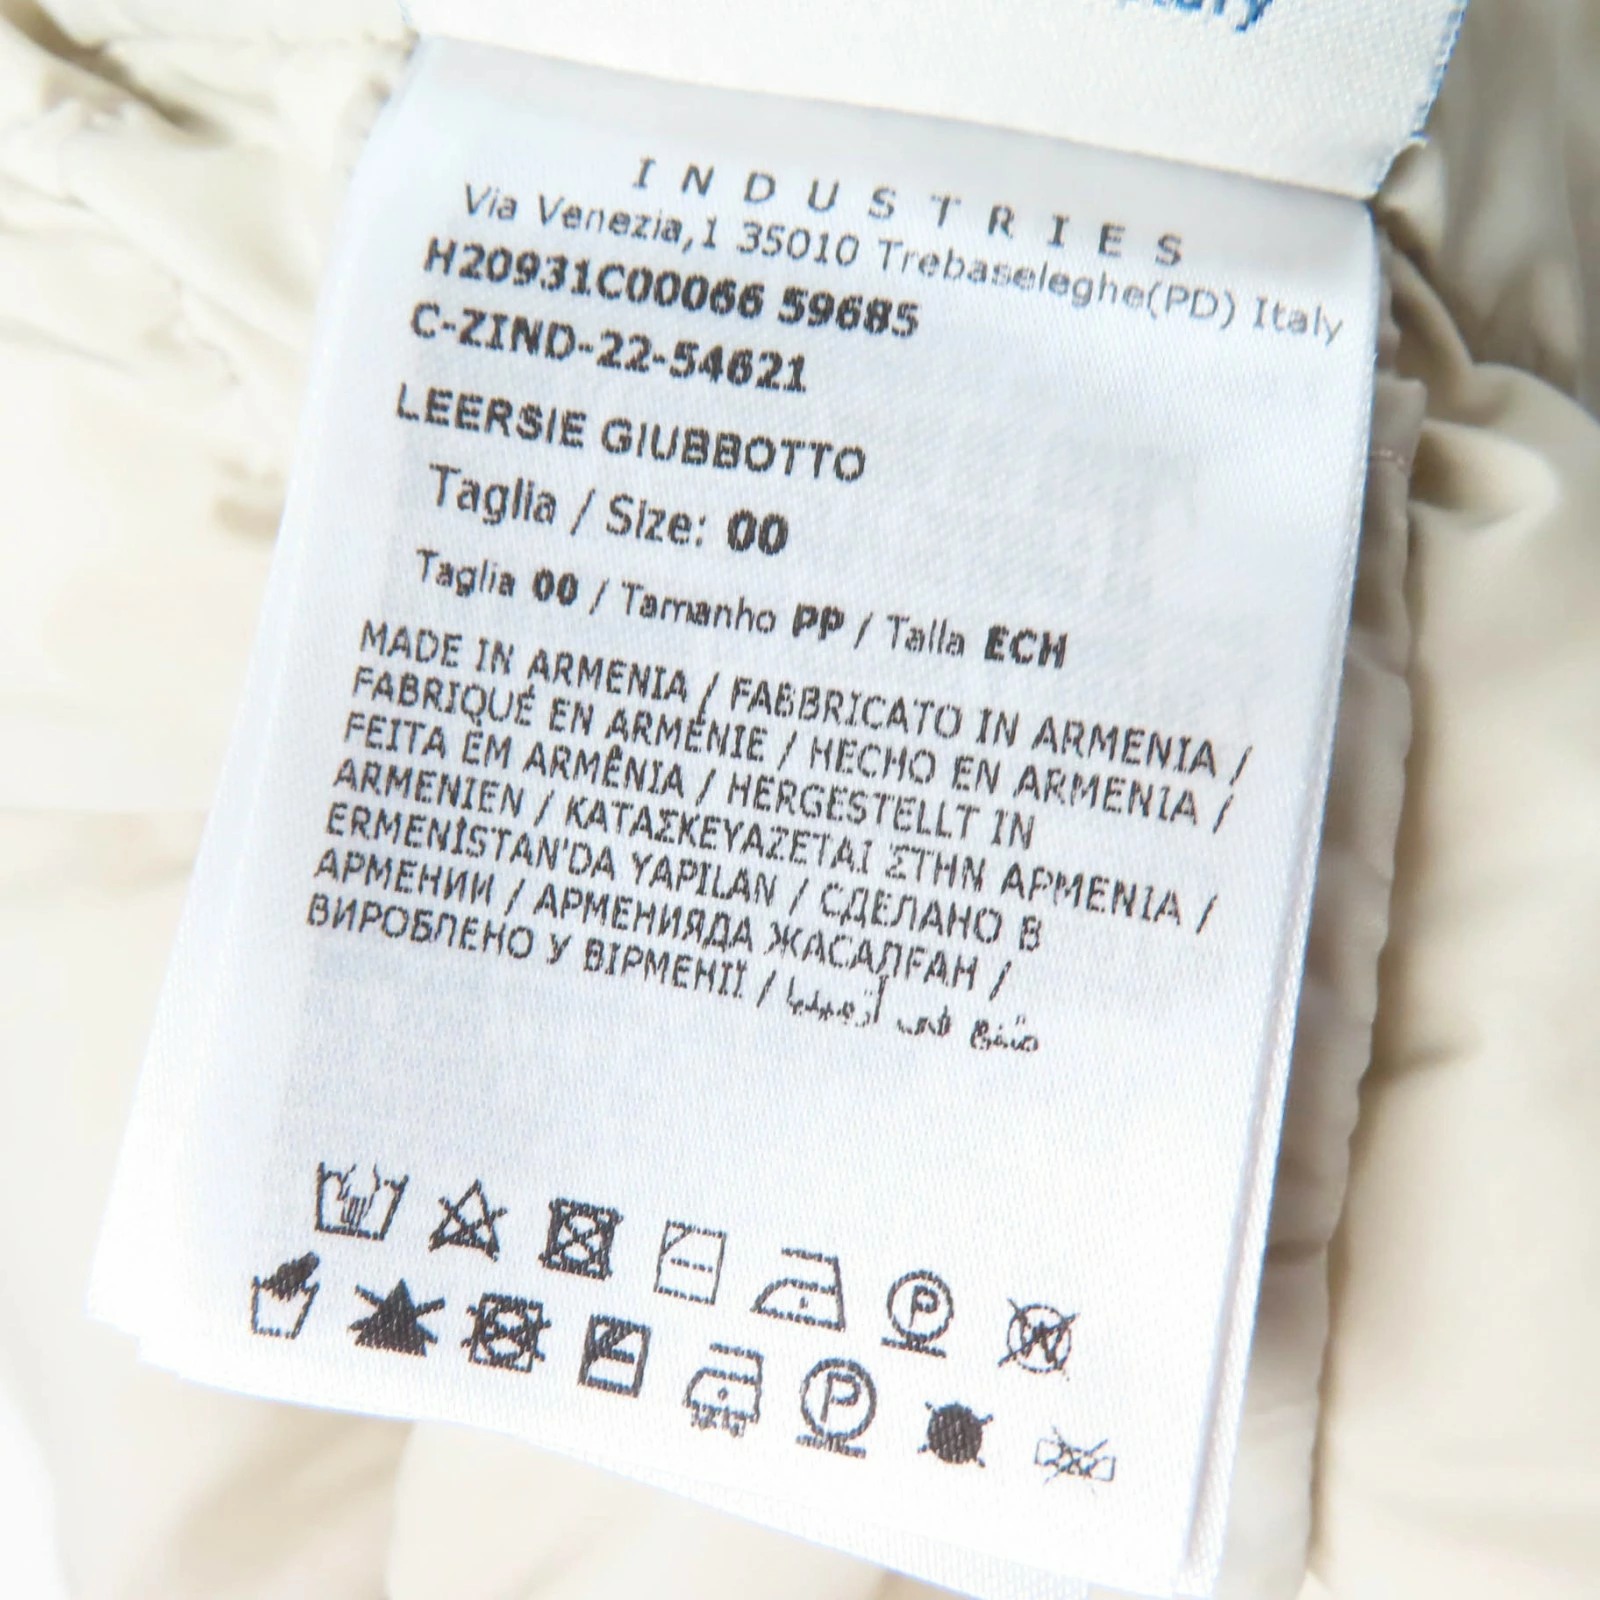 INDUSTRIES
Via Venezia,1 35010 Trebaseleghe(PD) Italy
H20931C00066 59685
C-ZIND-22-54621
LEERSIE GIUBBOTTO
Taglia / Size: 00
Taglia 00 / Tamanho PP / Talla ECH
MADE IN ARMENIA / FABBRICATO IN ARMENIA /
FABRIQUÉ EN ARMÉNIE / HECHO EN ARMENIA /
FEITA EM ARMÊNIA / HERGESTELLT IN
ARMENIEN / ΚΑΤΑΣΚΕΥΑΖΕΤΑΙ ΣΤΗΝ ΑΡΜΕΝΙΑ /
ERMENİSTAN'DA YAPILAN / СДЕЛАНО В
АРМЕНИИ / АРМЕНИЯДА ЖАСАЛҒАН /
ВИРОБЛЕНО У ВІРМЕНІЇ / صنع في أرمينيا
P W
P